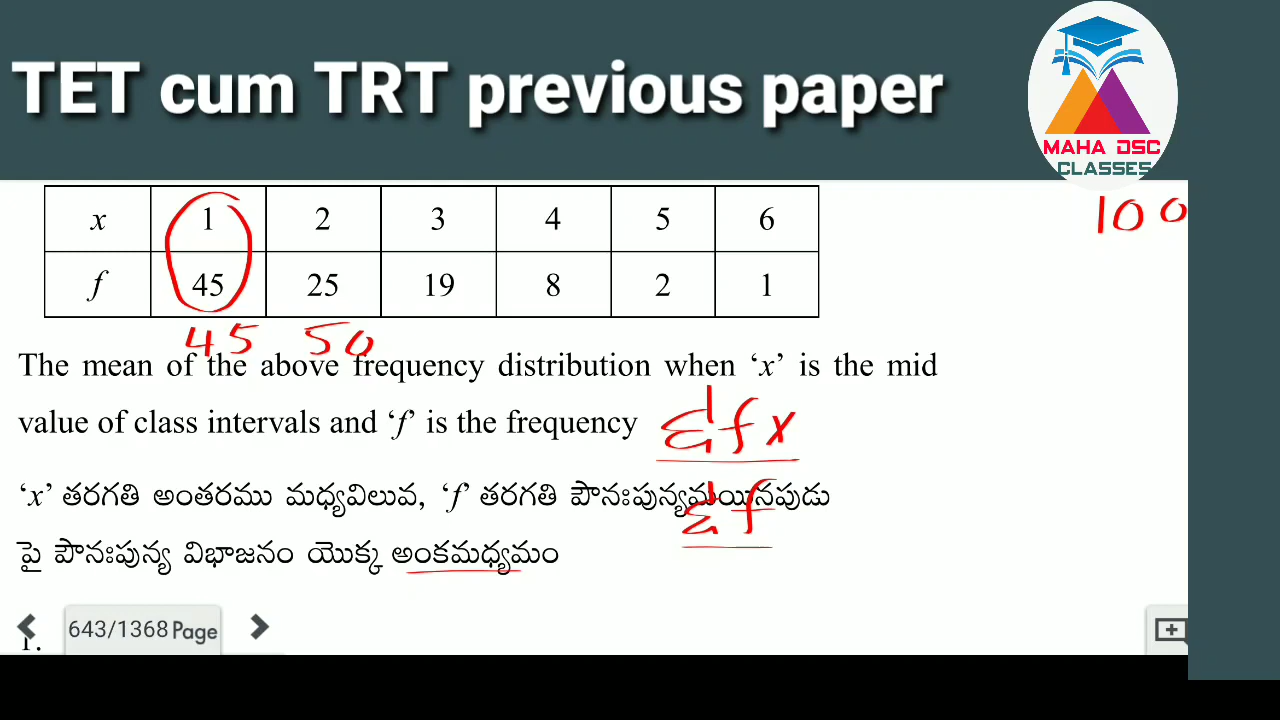 TET cum TRT previous paper
MAHA DSC
CLASSES
100
x 1 2 3 4 5 6
f 45 25 19 8 2 1
45 50
The mean of the above frequency distribution when ‘x’ is the mid
value of class intervals and ‘f’ is the frequency
Σfx
Σf
‘x’ తరగతి అంతరము మధ్యవిలువ, ‘f’ తరగతి పౌనఃపున్యమయినపుడు
పై పౌనఃపున్య విభాజనం యొక్క అంకమధ్యమం
643/1368 Page
1.